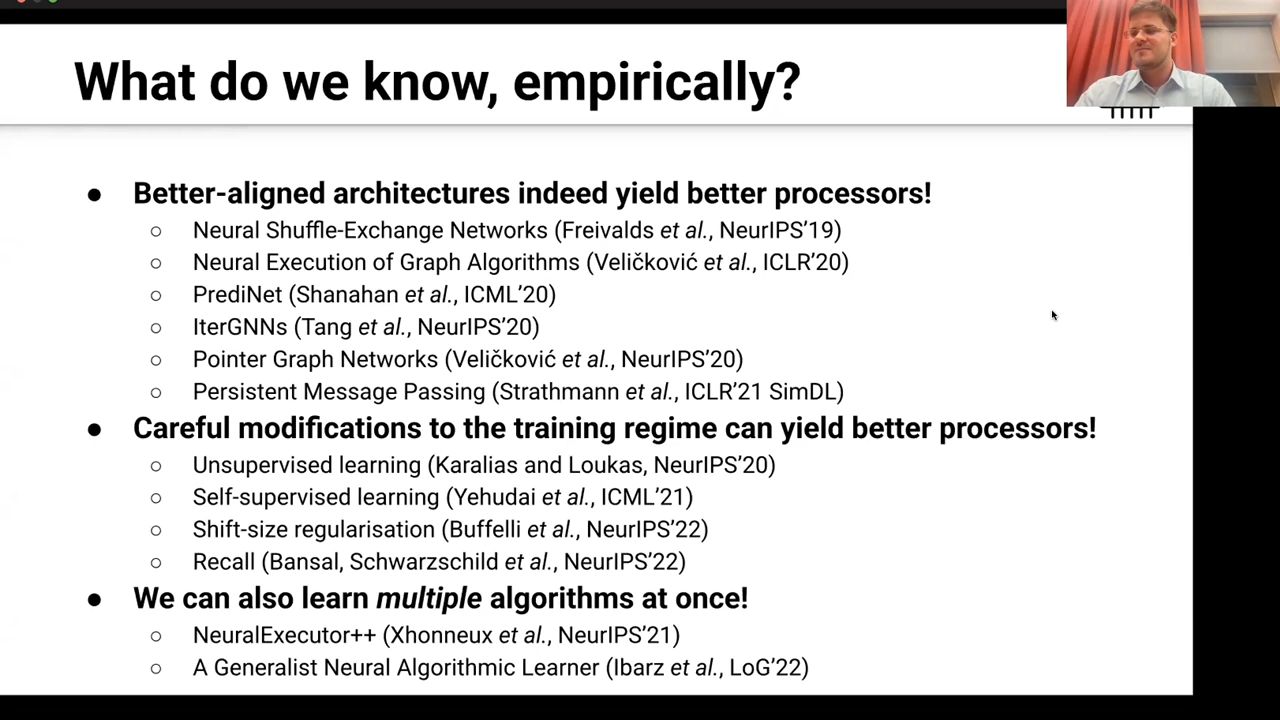 What do we know, empirically?
● Better-aligned architectures indeed yield better processors!
○ Neural Shuffle-Exchange Networks (Freivalds et al., NeurIPS'19)
○ Neural Execution of Graph Algorithms (Veličković et al., ICLR'20)
○ PrediNet (Shanahan et al., ICML'20)
○ IterGNNs (Tang et al., NeurIPS'20)
○ Pointer Graph Networks (Veličković et al., NeurIPS'20)
○ Persistent Message Passing (Strathmann et al., ICLR'21 SimDL)
● Careful modifications to the training regime can yield better processors!
○ Unsupervised learning (Karalias and Loukas, NeurIPS'20)
○ Self-supervised learning (Yehudai et al., ICML'21)
○ Shift-size regularisation (Buffelli et al., NeurIPS'22)
○ Recall (Bansal, Schwarzschild et al., NeurIPS'22)
● We can also learn multiple algorithms at once!
○ NeuralExecutor++ (Xhonneux et al., NeurIPS'21)
○ A Generalist Neural Algorithmic Learner (Ibarz et al., LoG'22)